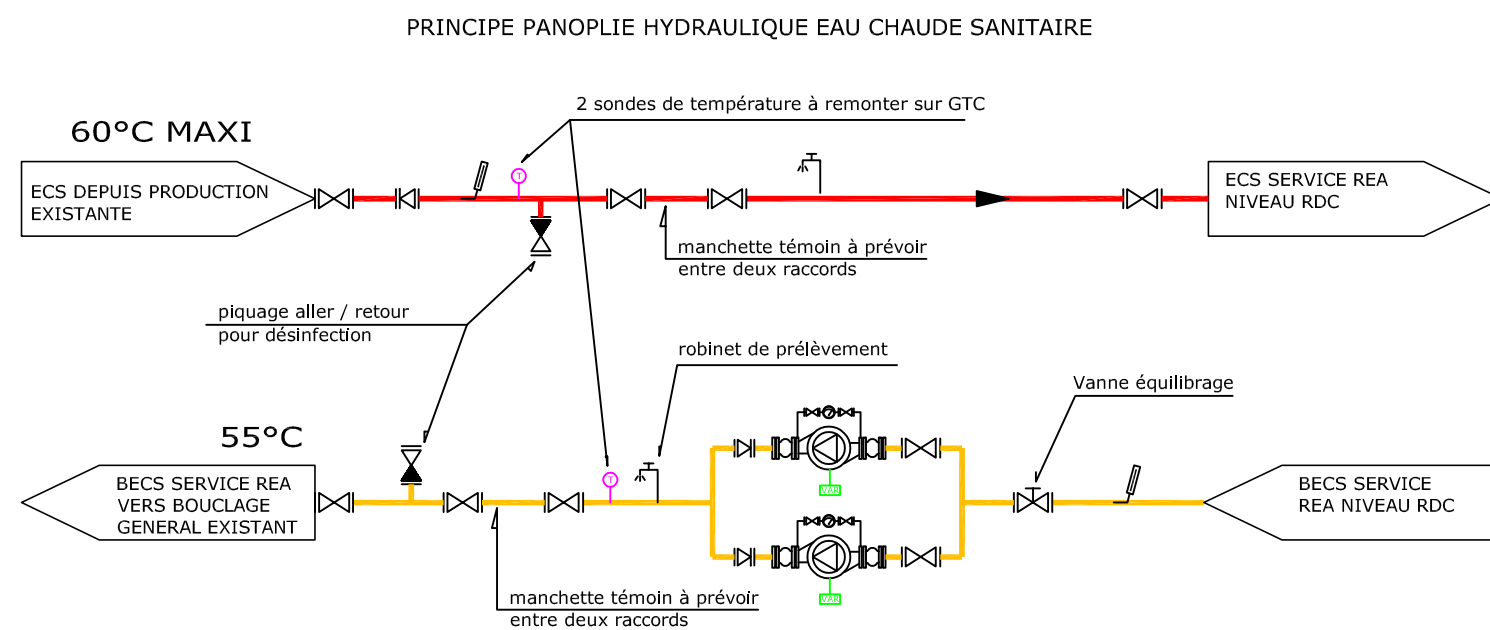 PRINCIPE PANOPLIE HYDRAULIQUE EAU CHAUDE SANITAIRE
2 sondes de température à remonter sur GTC
60°C MAXI
ECS DEPUIS PRODUCTION
EXISTANTE
T
ECS SERVICE REA
NIVEAU RDC
manchette témoin à prévoir
entre deux raccords
piquage aller / retour
pour désinfection
robinet de prélèvement
Vanne équilibrage
55°C
BECS SERVICE REA
VERS BOUCLAGE
GENERAL EXISTANT
T
VAR
BECS SERVICE
REA NIVEAU RDC
VAR
manchette témoin à prévoir
entre deux raccords